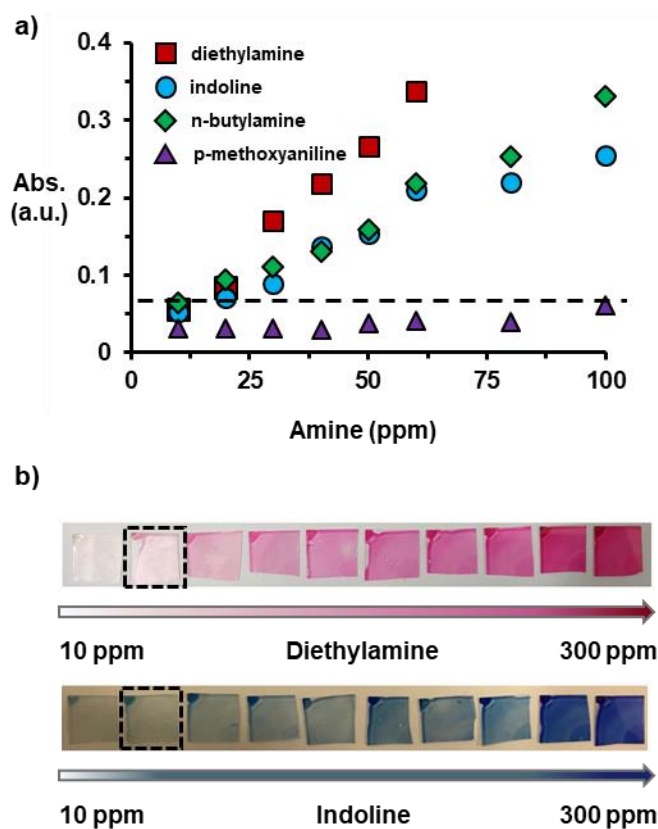 a)
0.4
diethylamine
indoline
0.3
n-butylamine
p-methoxyaniline
Abs.
(a.u.)
0.2
0.1
0
0
25
50
75
100
Amine (ppm)
b)
10 ppm
Diethylamine
300 ppm
10 ppm
Indoline
300 ppm